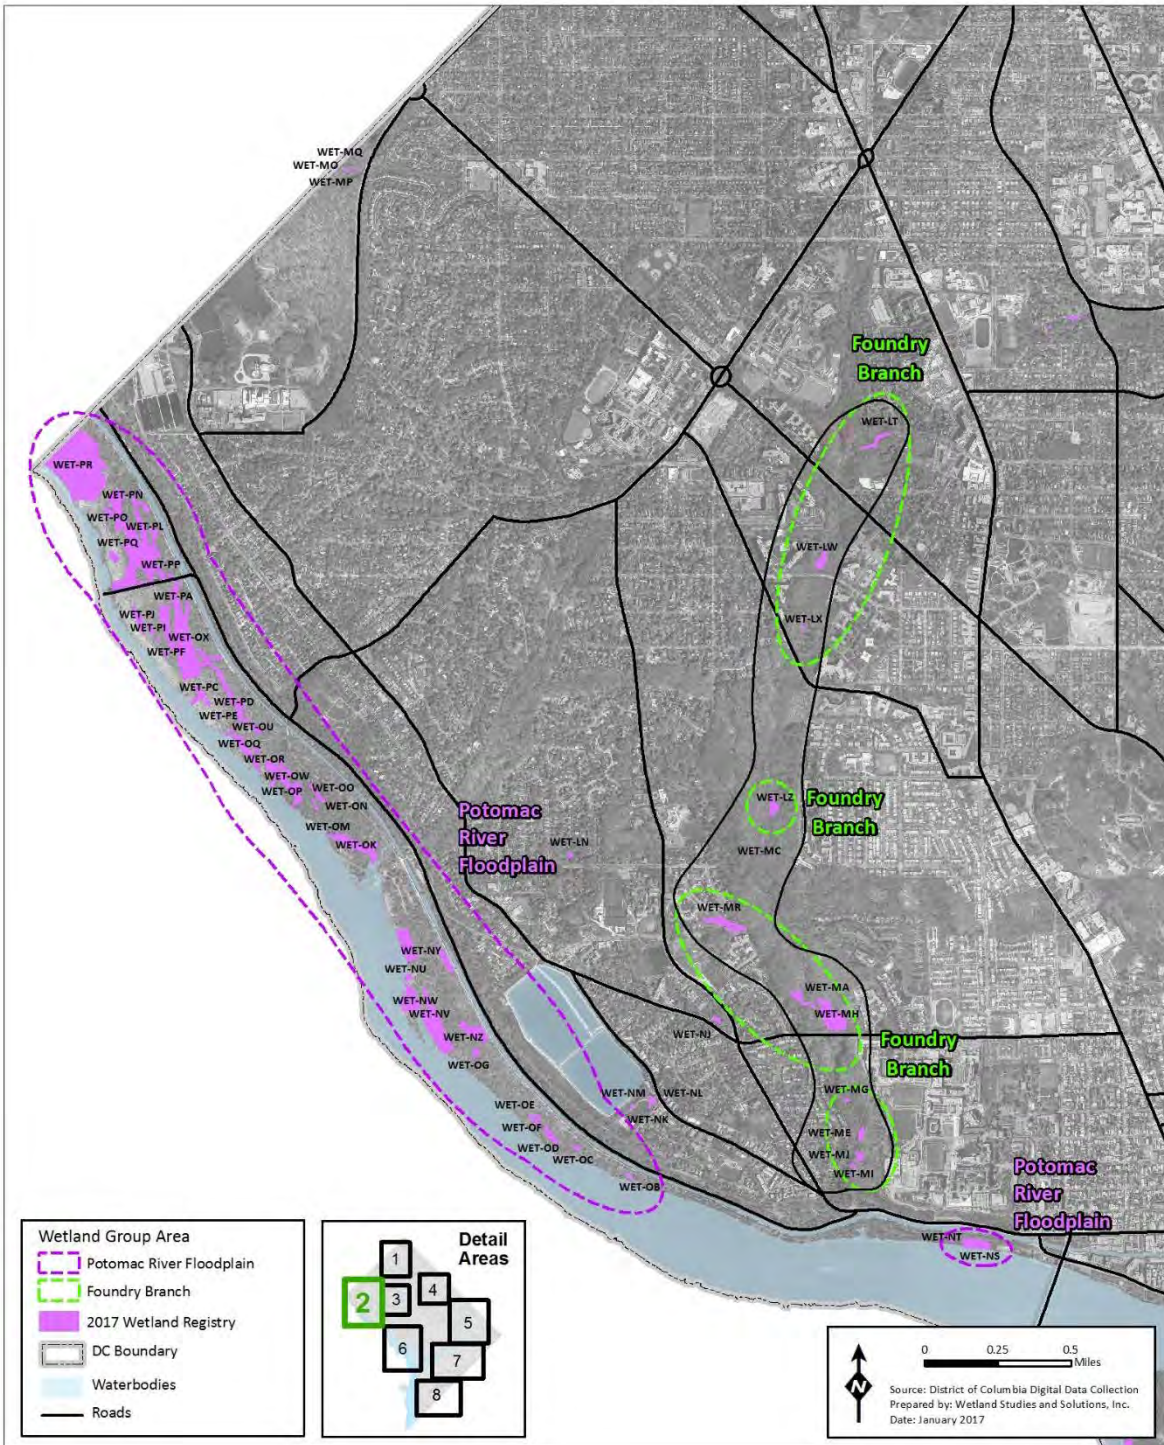 WET-MQ
WET-MO
WET-MP
Foundry
Branch
WET-LT
WET-PR
WET-PN
WET-PO
WET-PL
WET-PQ
WET-LW
WET-PP
WET-PA
WET-PJ
WET-PI
WET-LX
WET-OX
WET-PF
WET-PC
WET-PD
WET-PE
WET-OU
WET-OQ
WET-OR
WET-OW
WET-OO
WET-OP
WET-ON
WET-LZ
Foundry
Branch
Potomac
River
Floodplain
WET-OM
WET-OK
WET-LN
WET-MC
WET-MR
WET-NY
WET-NU
WET-MA
WET-NW
WET-NV
WET-MH
WET-NZ
WET-NJ
Foundry
Branch
WET-OG
WET-MG
WET-NM
WET-NL
WET-OE
WET-NK
WET-OF
WET-ME
WET-OD
WET-MJ
WET-OC
WET-MI
WET-OB
Potomac
River
Floodplain
WET-NT
WET-NS
Wetland Group Area
Potomac River Floodplain
Foundry Branch
2017 Wetland Registry
DC Boundary
Waterbodies
Roads
Detail
Areas
1
2
3
4
5
6
7
8
N
0 0.25 0.5
Miles
Source: District of Columbia Digital Data Collection
Prepared by: Wetland Studies and Solutions, Inc.
Date: January 2017